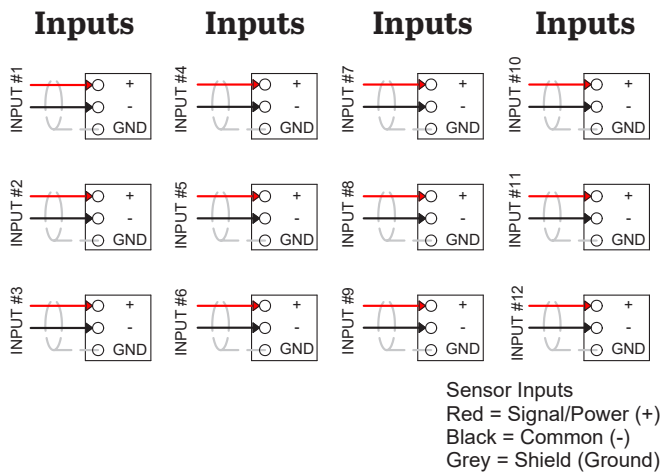 Inputs Inputs Inputs Inputs
INPUT #1 + - GND
INPUT #4 + - GND
INPUT #7 + - GND
INPUT #10 + - GND
INPUT #2 + - GND
INPUT #5 + - GND
INPUT #8 + - GND
INPUT #11 + - GND
INPUT #3 + - GND
INPUT #6 + - GND
INPUT #9 + - GND
INPUT #12 + - GND
Sensor Inputs
Red = Signal/Power (+)
Black = Common (-)
Grey = Shield (Ground)